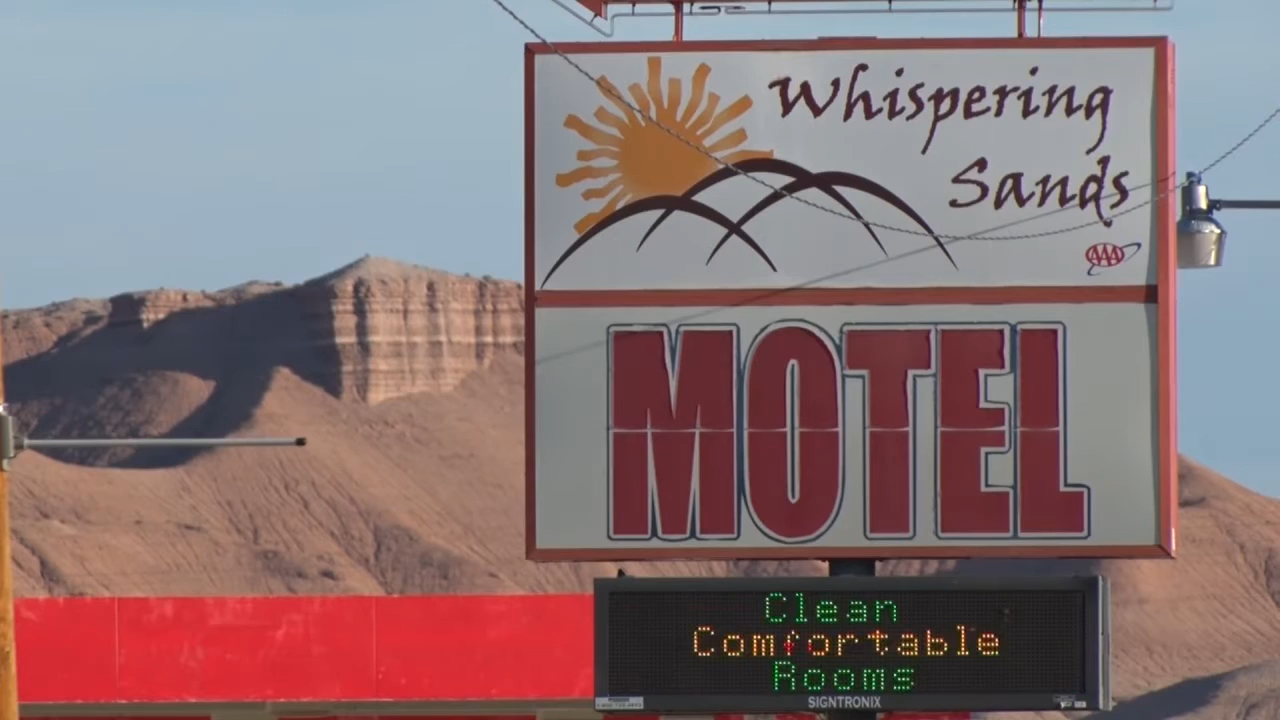 Whispering
Sands
AAA
MOTEL
Clean
Comfortable
Rooms
SIGNTRONIX